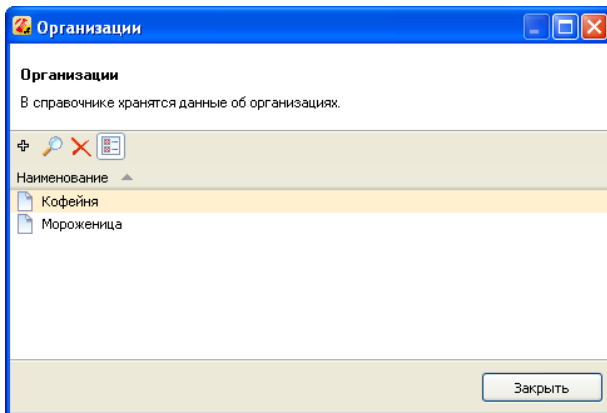 Организации
Организации
В справочнике хранятся данные об организациях.
Наименование
Кофейня
Мороженица
Закрыть